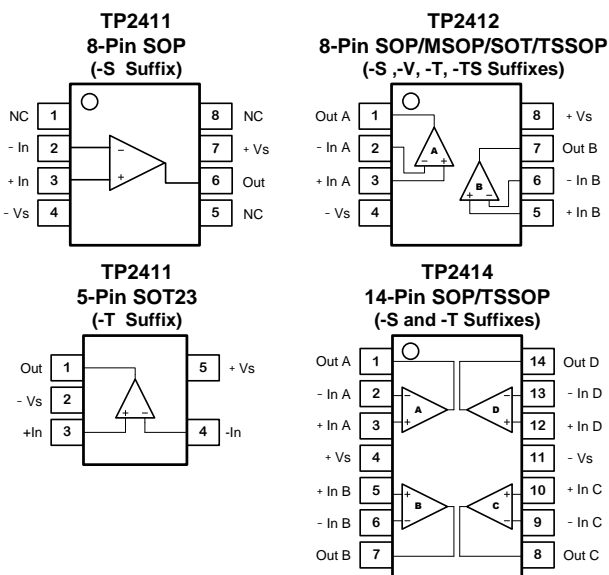 TP2411
8-Pin SOP
(-S Suffix)
NC 1 8 NC
- In 2 7 + Vs
+ In 3 6 Out
- Vs 4 5 NC
− +
TP2412
8-Pin SOP/MSOP/SOT/TSSOP
(-S ,-V, -T, -TS Suffixes)
Out A 1 8 + Vs
- In A 2 7 Out B
+ In A 3 6 - In B
- Vs 4 5 + In B
A − +
B + −
TP2411
5-Pin SOT23
(-T Suffix)
Out 1 5 + Vs
- Vs 2
+In 3 4 -In
+ −
TP2414
14-Pin SOP/TSSOP
(-S and -T Suffixes)
Out A 1 14 Out D
- In A 2 13 - In D
+ In A 3 12 + In D
+ Vs 4 11 - Vs
+ In B 5 10 + In C
- In B 6 9 - In C
Out B 7 8 Out C
− A + − D +
+ B − + C −